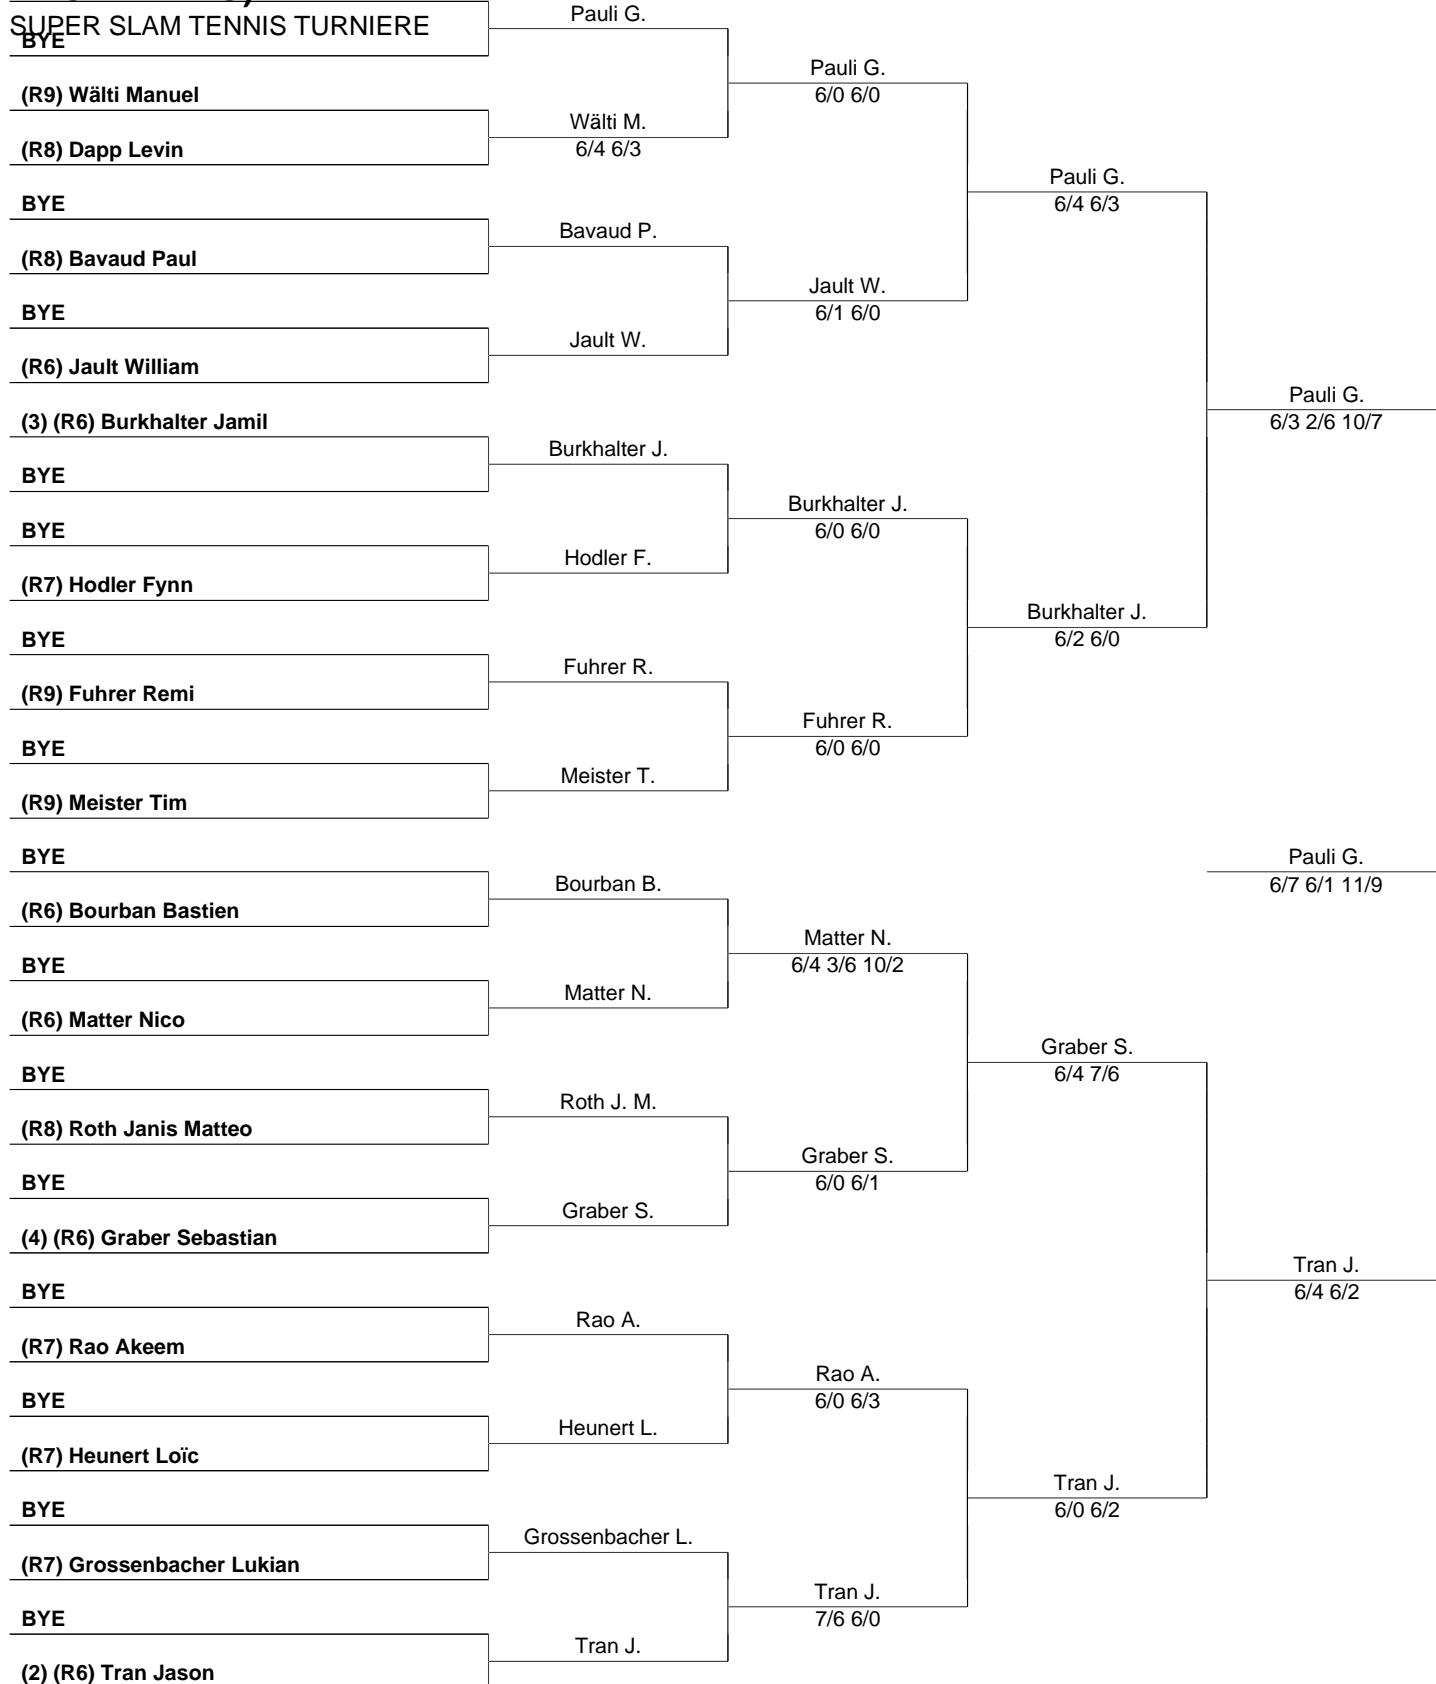 SUPER SLAM TENNIS TURNIERE
BYE
(R9) Wälti Manuel
(R8) Dapp Levin
BYE
(R8) Bavaud Paul
BYE
(R6) Jault William
(3) (R6) Burkhalter Jamil
BYE
BYE
(R7) Hodler Fynn
BYE
(R9) Fuhrer Remi
BYE
(R9) Meister Tim
BYE
(R6) Bourban Bastien
BYE
(R6) Matter Nico
BYE
(R8) Roth Janis Matteo
BYE
(4) (R6) Graber Sebastian
BYE
(R7) Rao Akeem
BYE
(R7) Heunert Loïc
BYE
(R7) Grossenbacher Lukian
BYE
(2) (R6) Tran Jason
Pauli G.
Wälti M.
6/4 6/3
Bavaud P.
Jault W.
Burkhalter J.
Hodler F.
Fuhrer R.
Meister T.
Bourban B.
Matter N.
Roth J. M.
Graber S.
Rao A.
Heunert L.
Grossenbacher L.
Tran J.
Pauli G.
6/0 6/0
Jault W.
6/1 6/0
Burkhalter J.
6/0 6/0
Fuhrer R.
6/0 6/0
Matter N.
6/4 3/6 10/2
Graber S.
6/0 6/1
Rao A.
6/0 6/3
Tran J.
7/6 6/0
Pauli G.
6/4 6/3
Burkhalter J.
6/2 6/0
Graber S.
6/4 7/6
Tran J.
6/0 6/2
Pauli G.
6/3 2/6 10/7
Pauli G.
6/7 6/1 11/9
Tran J.
6/4 6/2